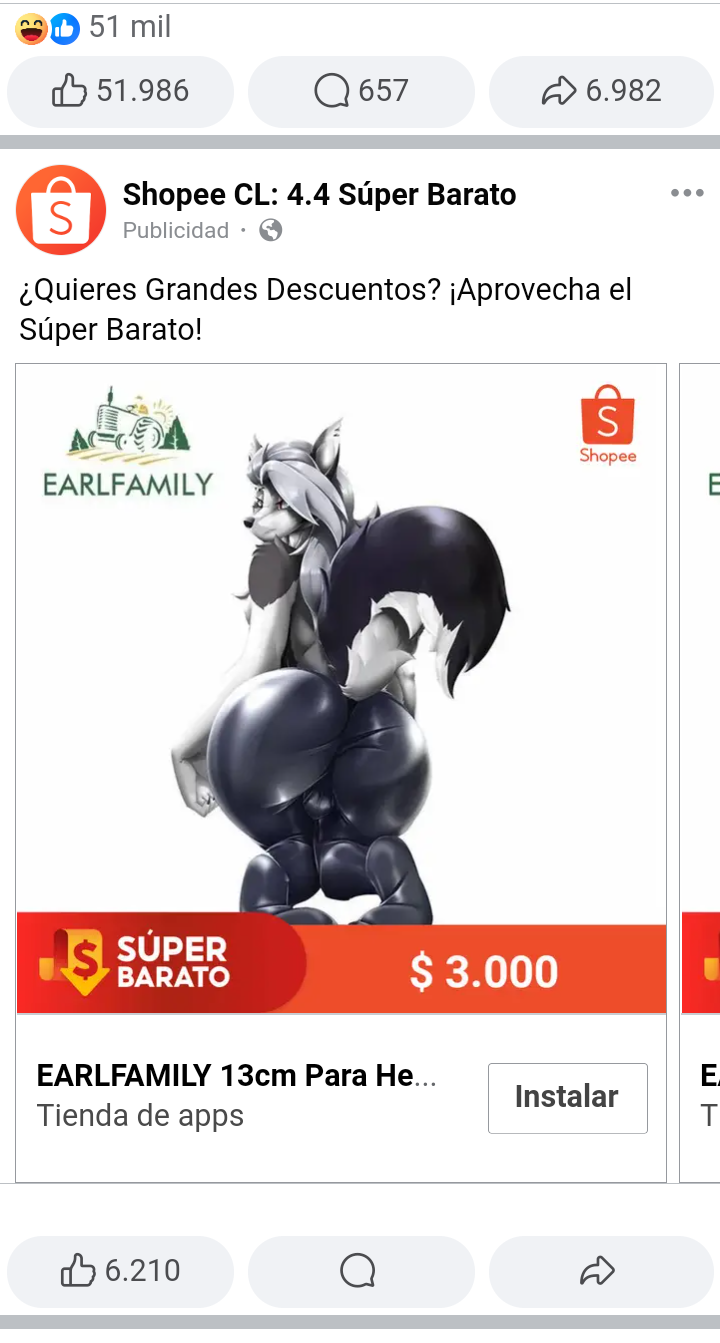 51 mil
51.986
657
6.982
S
Shopee CL: 4.4 Súper Barato
Publicidad ·
¿Quieres Grandes Descuentos? ¡Aprovecha el
Súper Barato!
EARLFAMILY
S
Shopee
E
$
SÚPER
BARATO
$ 3.000
EARLFAMILY 13cm Para He...
Tienda de apps
Instalar
E
T
6.210